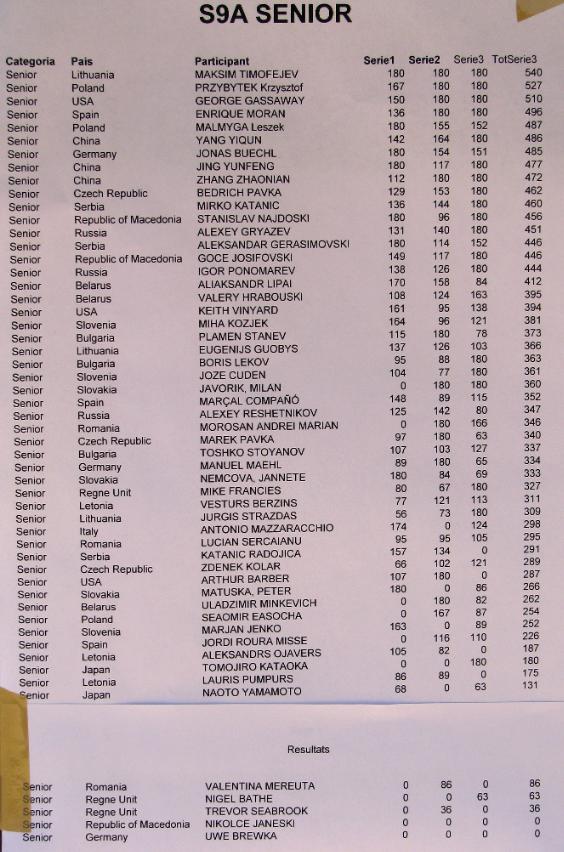 S9A SENIOR
Categoria Pais Participant Serie1 Serie2 Serie3 TotSerie3
Senior Lithuania MAKSIM TIMOFEJEV 180 180 180 540
Senior Poland PRZYBYTEK Krzysztof 167 180 180 527
Senior USA GEORGE GASSAWAY 150 180 180 510
Senior Spain ENRIQUE MORAN 136 180 180 496
Senior Poland MALMYGA Leszek 180 155 152 487
Senior China YANG YIQUN 142 164 180 486
Senior Germany JONAS BUECHL 180 154 151 485
Senior China JING YUNFENG 180 117 180 477
Senior China ZHANG ZHAONIAN 112 180 180 472
Senior Czech Republic BEDRICH PAVKA 129 153 180 462
Senior Serbia MIRKO KATANIC 136 144 180 460
Senior Republic of Macedonia STANISLAV NAJDOSKI 180 96 180 456
Senior Russia ALEXEY GRYAZEV 131 140 180 451
Senior Serbia ALEKSANDAR GERASIMOVSKI 180 114 152 446
Senior Republic of Macedonia GOCE JOSIFOVSKI 149 117 180 446
Senior Russia IGOR PONOMAREV 138 126 180 444
Senior Belarus ALIAKSANDR LIPAI 170 158 84 412
Senior Belarus VALERY HRABOUSKI 108 124 163 395
Senior USA KEITH VINYARD 161 95 138 394
Senior Slovenia MIHA KOZJEK 164 96 121 381
Senior Bulgaria PLAMEN STANEV 115 180 78 373
Senior Lithuania EUGENIJS GUOBYS 137 126 103 366
Senior Bulgaria BORIS LEKOV 95 88 180 363
Senior Slovenia JOZE CUDEN 104 77 180 361
Senior Slovakia JAVORIK, MILAN 0 180 180 360
Senior Spain MARÇAL COMPAÑÓ 148 89 115 352
Senior Russia ALEXEY RESHETNIKOV 125 142 80 347
Senior Romania MOROSAN ANDREI MARIAN 0 180 166 346
Senior Czech Republic MAREK PAVKA 97 180 63 340
Senior Bulgaria TOSHKO STOYANOV 107 103 127 337
Senior Germany MANUEL MAEHL 89 180 65 334
Senior Slovakia NEMCOVA, JANNETE 180 84 69 333
Senior Regne Unit MIKE FRANCIES 80 67 180 327
Senior Letonia VESTURS BERZINS 77 121 113 311
Senior Lithuania JURGIS STRAZDAS 56 73 180 309
Senior Italy ANTONIO MAZZARACCHIO 174 0 124 298
Senior Romania LUCIAN SERCAIANU 95 95 105 295
Senior Serbia KATANIC RADOJICA 157 134 0 291
Senior Czech Republic ZDENEK KOLAR 66 102 121 289
Senior USA ARTHUR BARBER 107 180 0 287
Senior Slovakia MATUSKA, PETER 180 0 86 266
Senior Belarus ULADZIMIR MINKEVICH 0 180 82 262
Senior Poland SEAOMIR EASOCHA 0 167 87 254
Senior Slovenia MARJAN JENKO 163 0 89 252
Senior Spain JORDI ROURA MISSE 0 116 110 226
Senior Letonia ALEKSANDRS OJAVERS 105 82 0 187
Senior Japan TOMOJIRO KATAOKA 0 0 180 180
Senior Letonia LAURIS PUMPURS 86 89 0 175
Senior Japan NAOTO YAMAMOTO 68 0 63 131
Resultats
Senior Romania VALENTINA MEREUTA 0 86 0 86
Senior Regne Unit NIGEL BATHE 0 0 63 63
Senior Regne Unit TREVOR SEABROOK 0 36 0 36
Senior Republic of Macedonia NIKOLCE JANESKI 0 0 0 0
Senior Germany UWE BREWKA 0 0 0 0